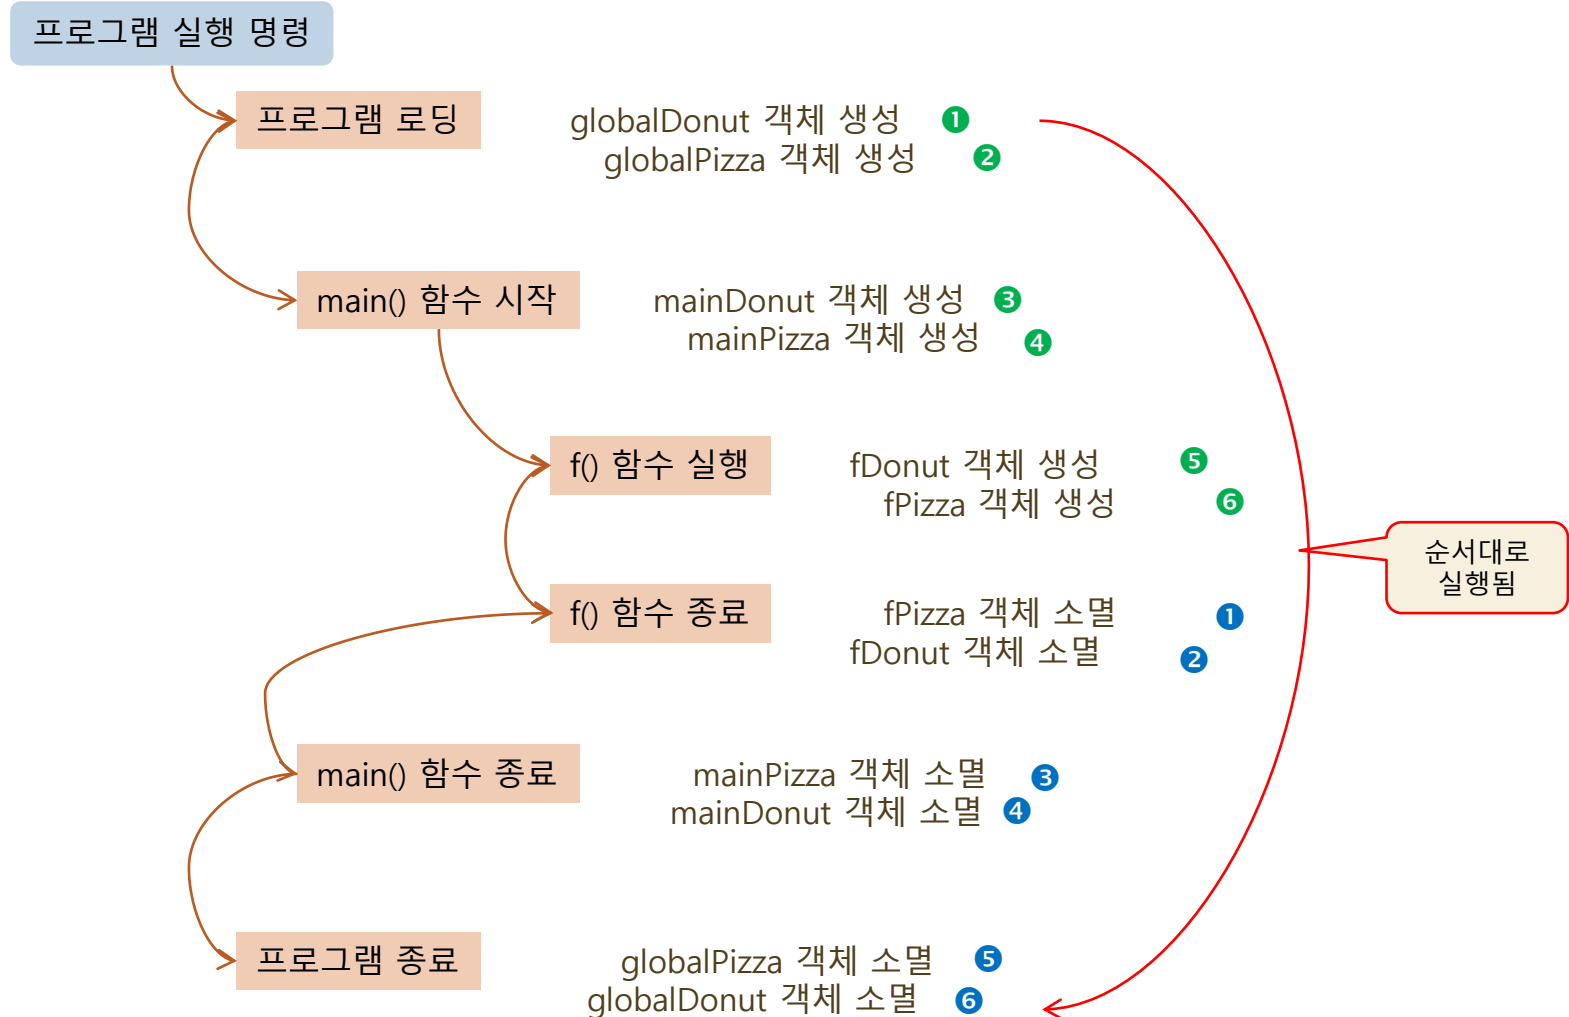 프로그램 실행 명령
프로그램 로딩
globalDonut 객체 생성 ❶
globalPizza 객체 생성 ❷
main() 함수 시작
mainDonut 객체 생성 ❸
mainPizza 객체 생성 ❹
f() 함수 실행
fDonut 객체 생성 ❺
fPizza 객체 생성 ❻
순서대로
실행됨
f() 함수 종료
fPizza 객체 소멸 ❶
fDonut 객체 소멸 ❷
main() 함수 종료
mainPizza 객체 소멸 ❸
mainDonut 객체 소멸 ❹
프로그램 종료
globalPizza 객체 소멸 ❺
globalDonut 객체 소멸 ❻